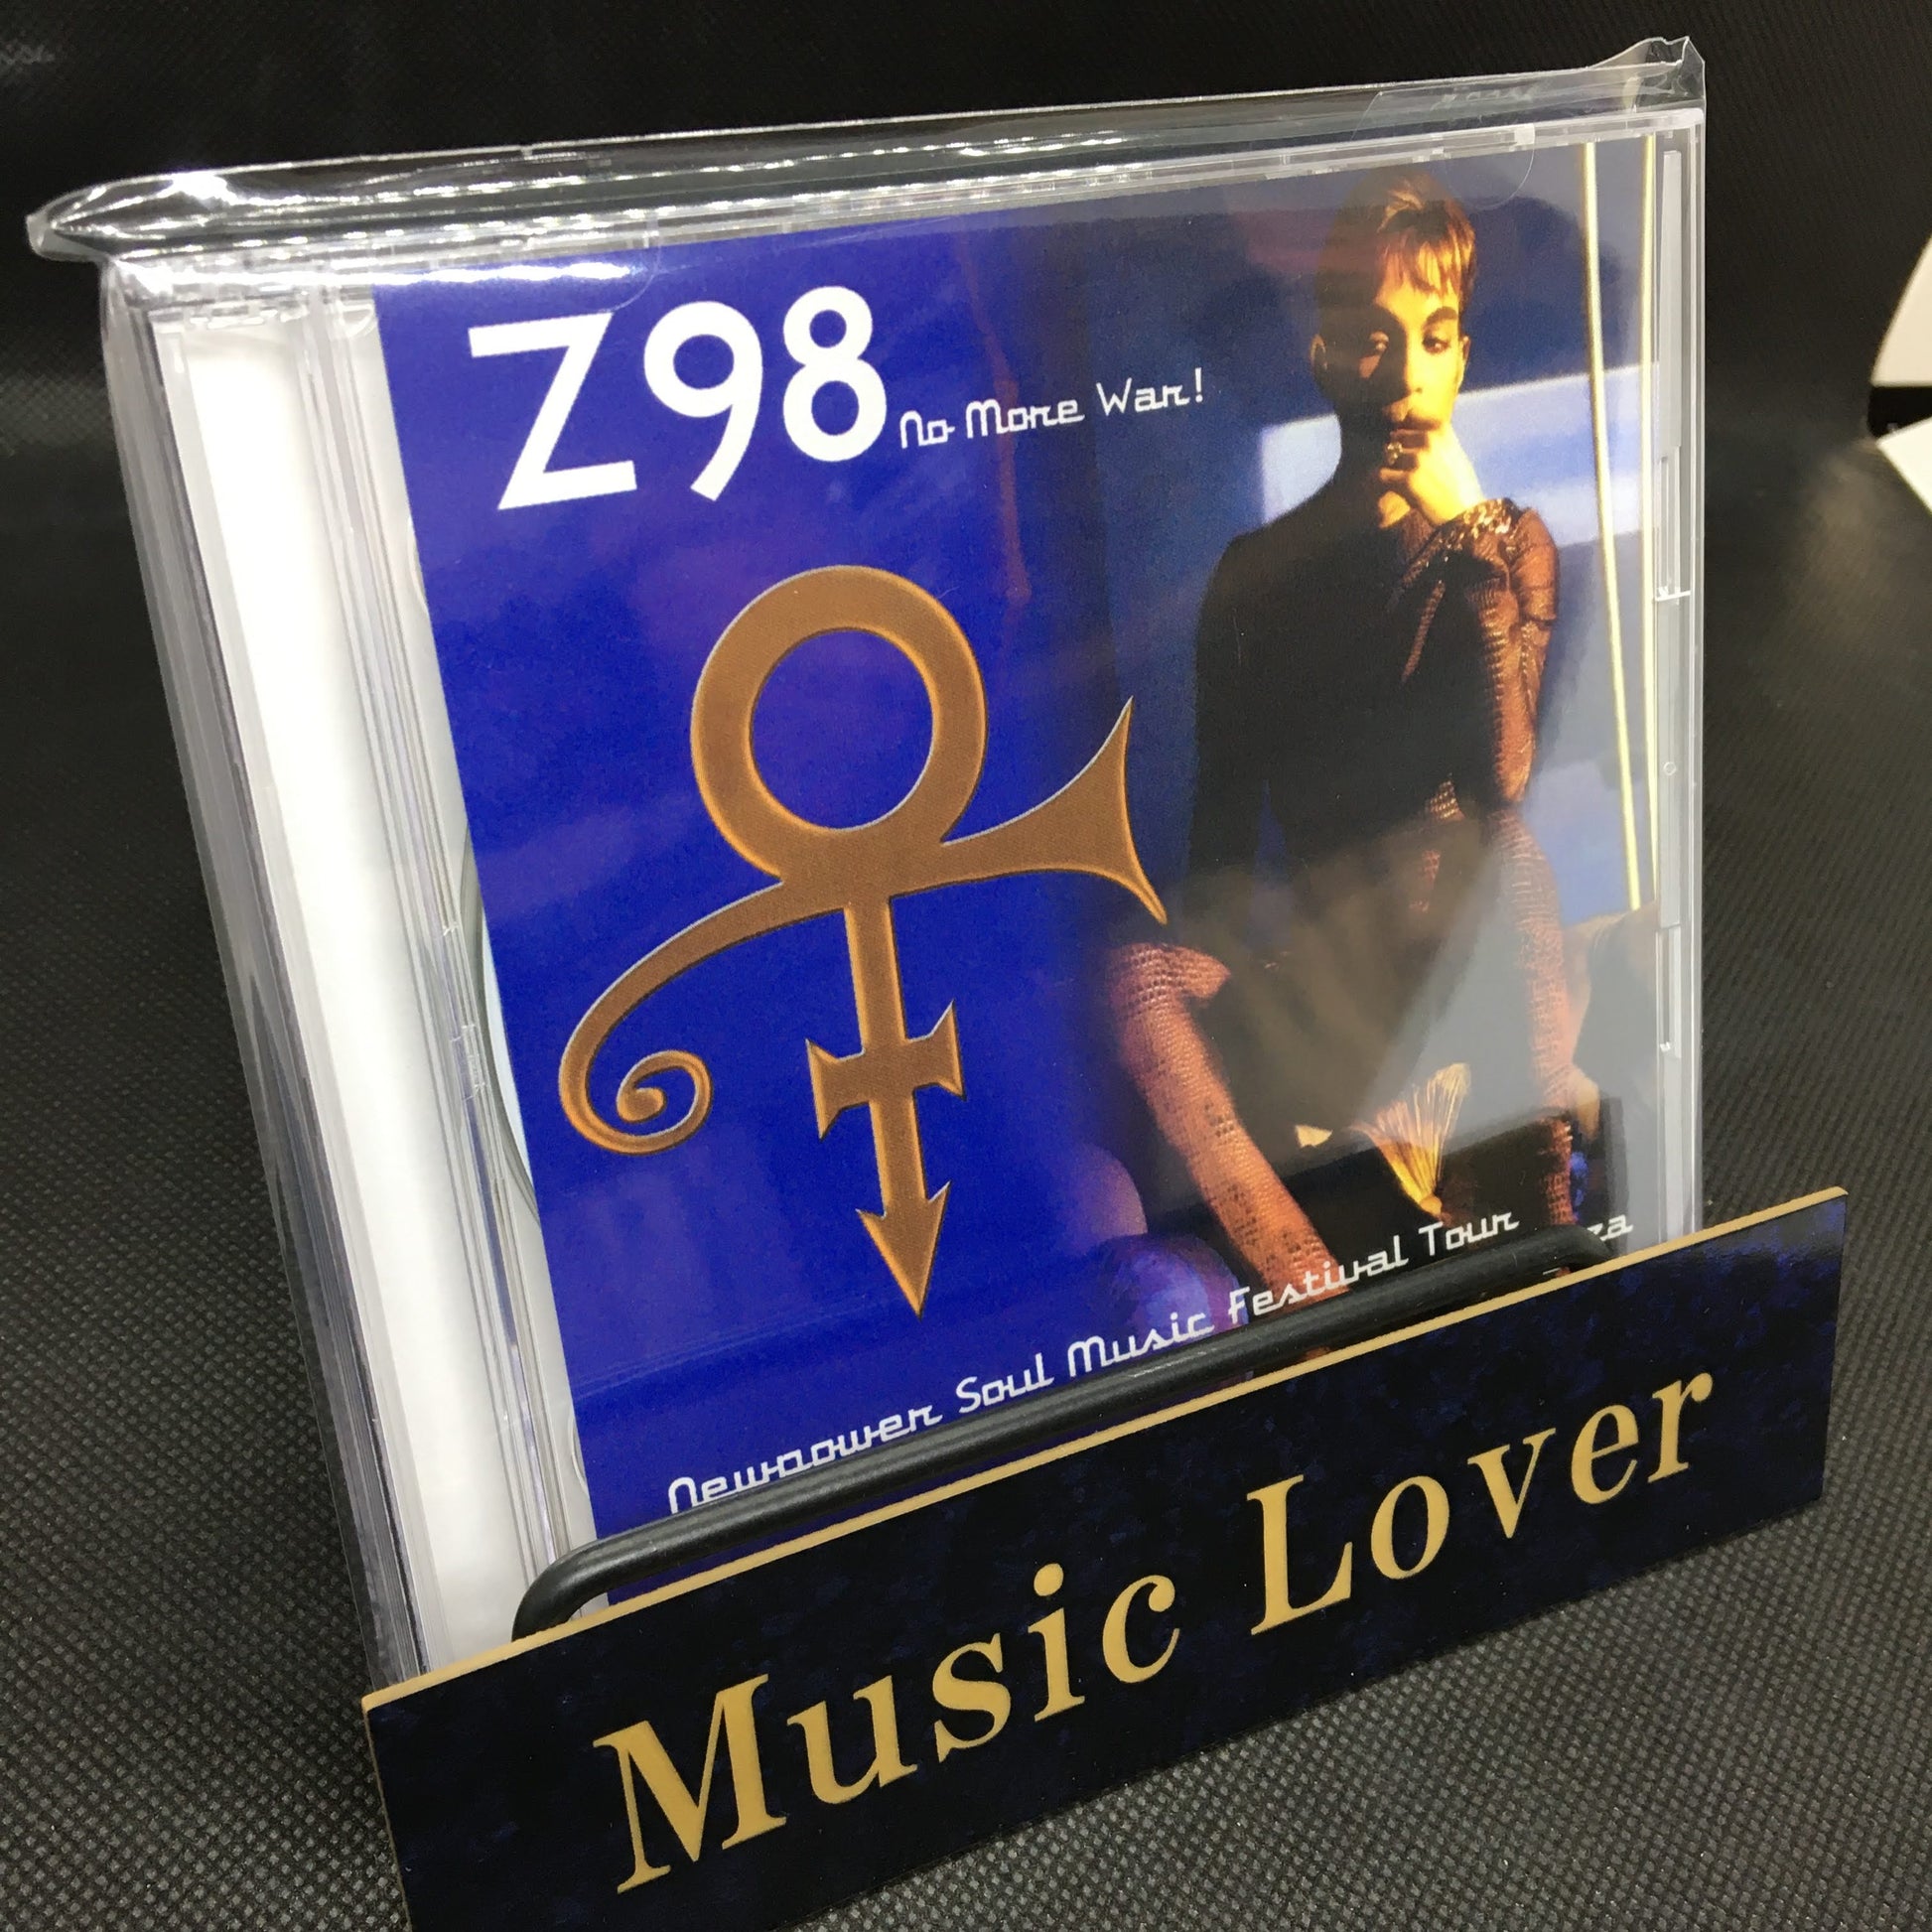 Z98 No More War!
Newpower Soul Music Festival Tour
Music Lover